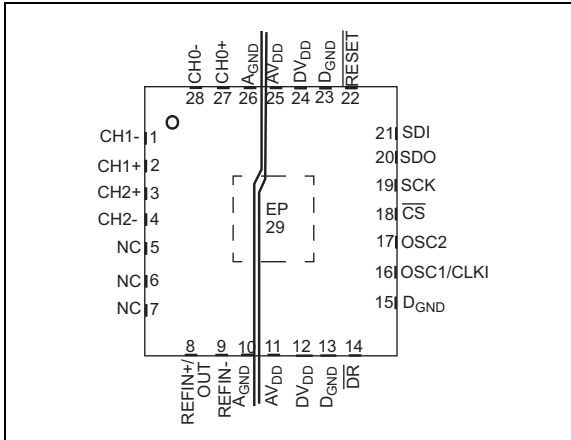 CH0-
CH0+
AGND
AVDD
DVDD
DGND
RESET
28 27 26 25 24 23 22
CH1- 1
CH1+ 2
CH2+ 3
CH2- 4
NC 5
NC 6
NC 7
EP
29
21 SDI
20 SDO
19 SCK
18 CS
17 OSC2
16 OSC1/CLKI
15 DGND
8 9 10 11 12 13 14
REFIN+/
OUT
REFIN-
AGND
AVDD
DVDD
DGND
DR